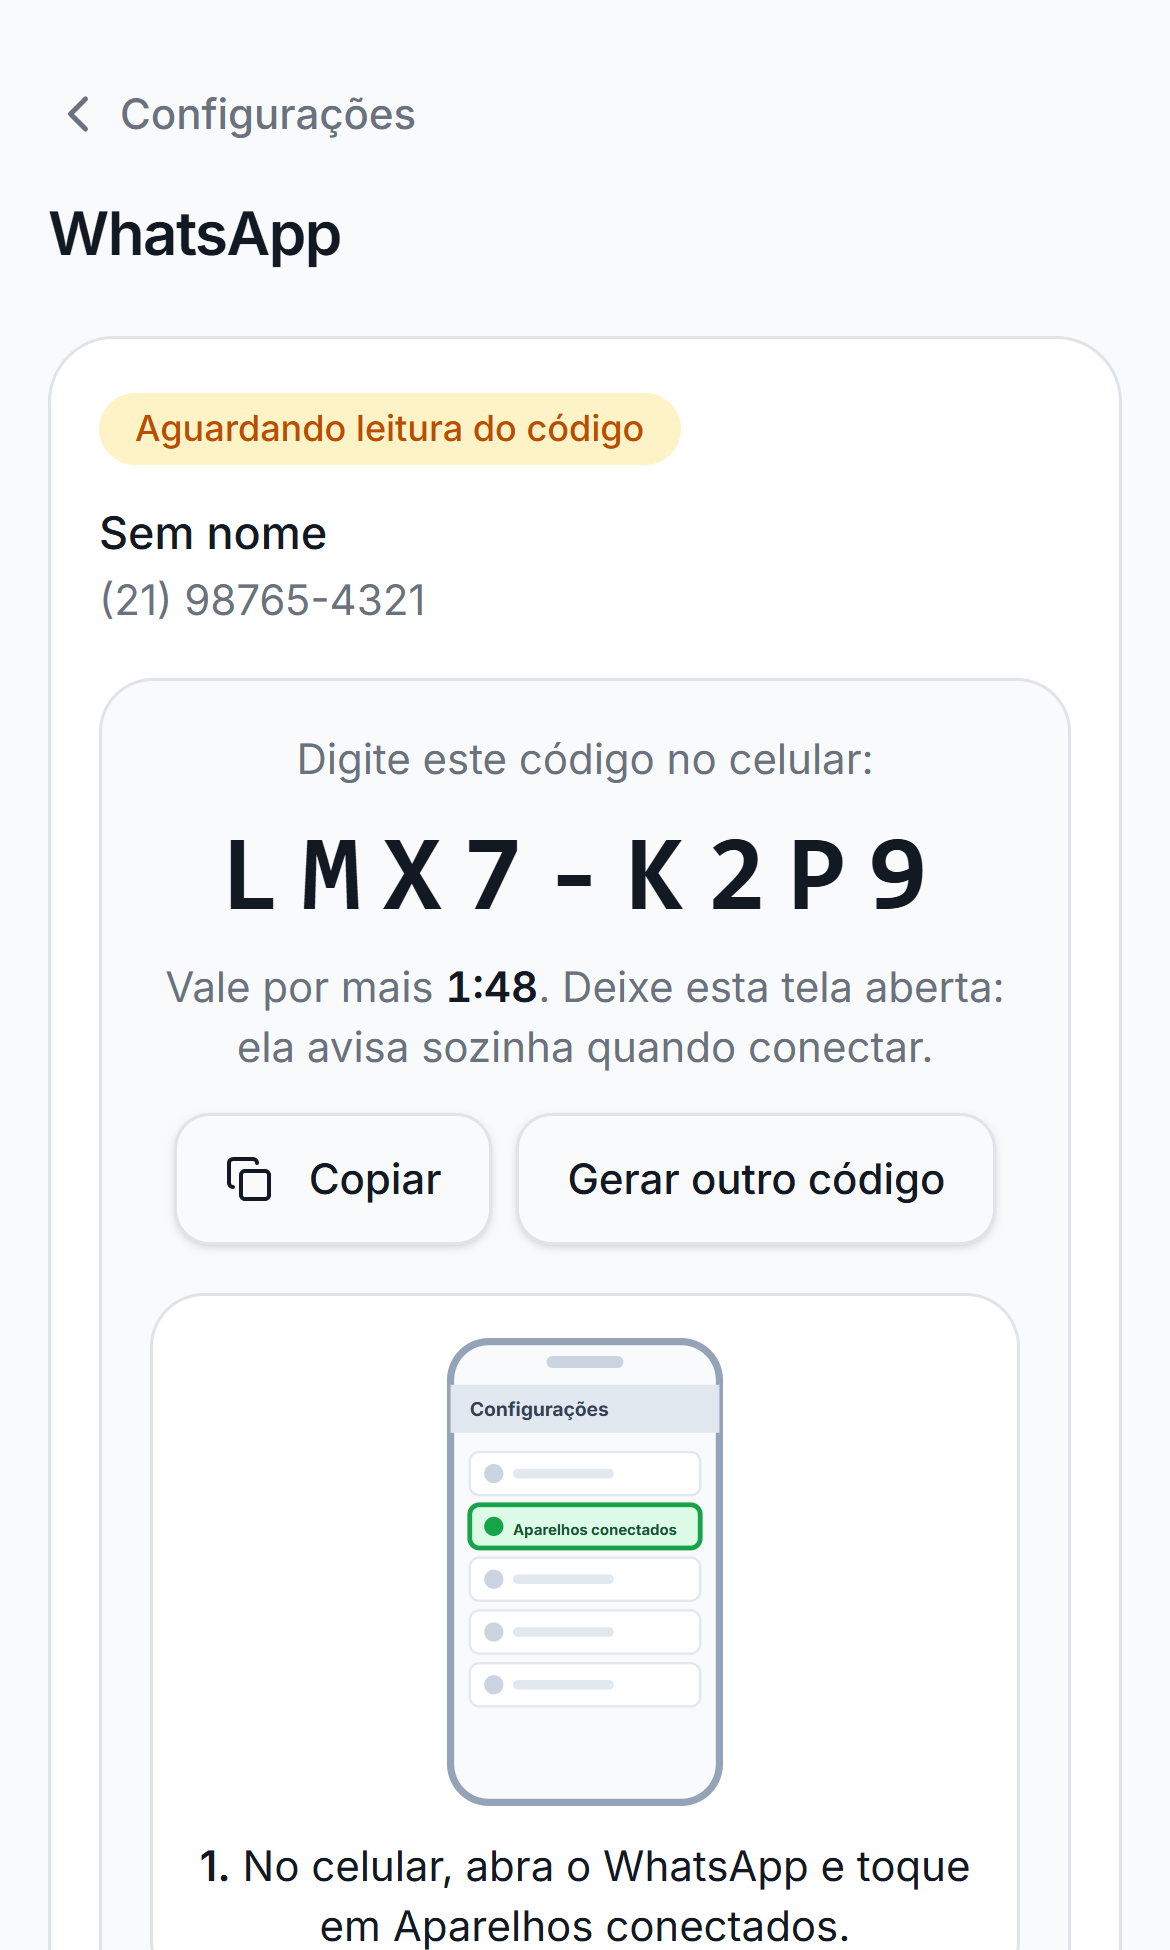 Configurações
WhatsApp
Aguardando leitura do código
Sem nome
(21) 98765-4321
Digite este código no celular:
LMX7-K2P9
Vale por mais 1:48. Deixe esta tela aberta:
ela avisa sozinha quando conectar.
Copiar
Gerar outro código
Configurações
Aparelhos conectados
1. No celular, abra o WhatsApp e toque
em Aparelhos conectados.